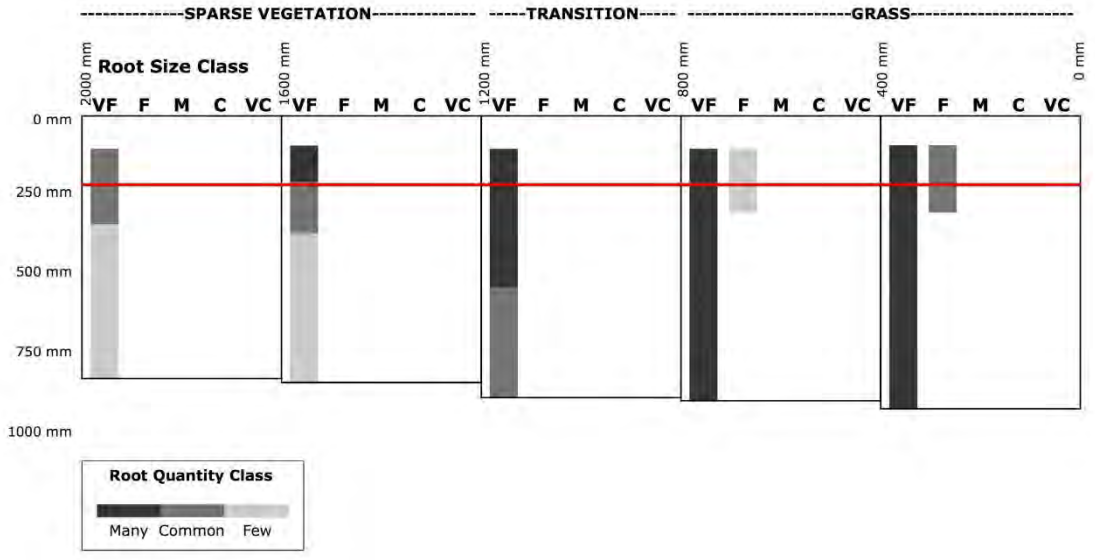 SPARSE VEGETATION TRANSITION GRASS
Root Size Class
2000 mm 1600 mm 1200 mm 800 mm 400 mm 0 mm
VF F M C VC VF F M C VC VF F M C VC VF F M C VC VF F M C VC
0 mm
250 mm
500 mm
750 mm
1000 mm
Root Quantity Class
Many Common Few